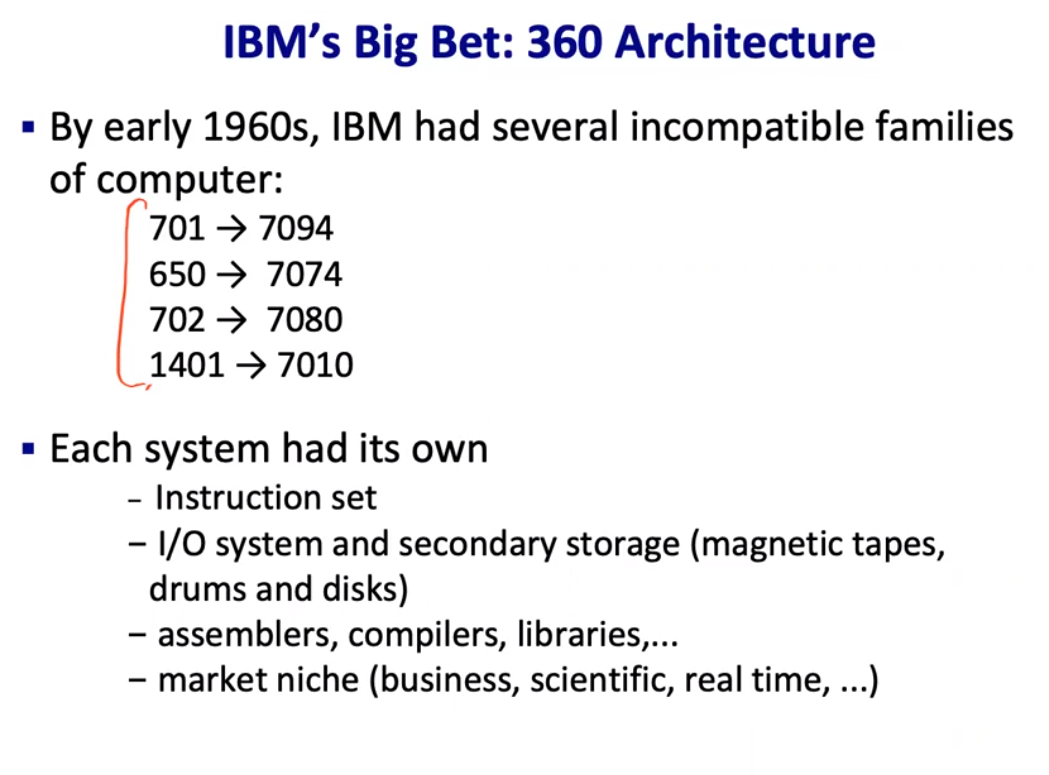 IBM’s Big Bet: 360 Architecture
▪ By early 1960s, IBM had several incompatible families
of computer:
701 → 7094
650 → 7074
702 → 7080
1401 → 7010
▪ Each system had its own
– Instruction set
– I/O system and secondary storage (magnetic tapes,
drums and disks)
– assemblers, compilers, libraries,...
– market niche (business, scientific, real time, ...)